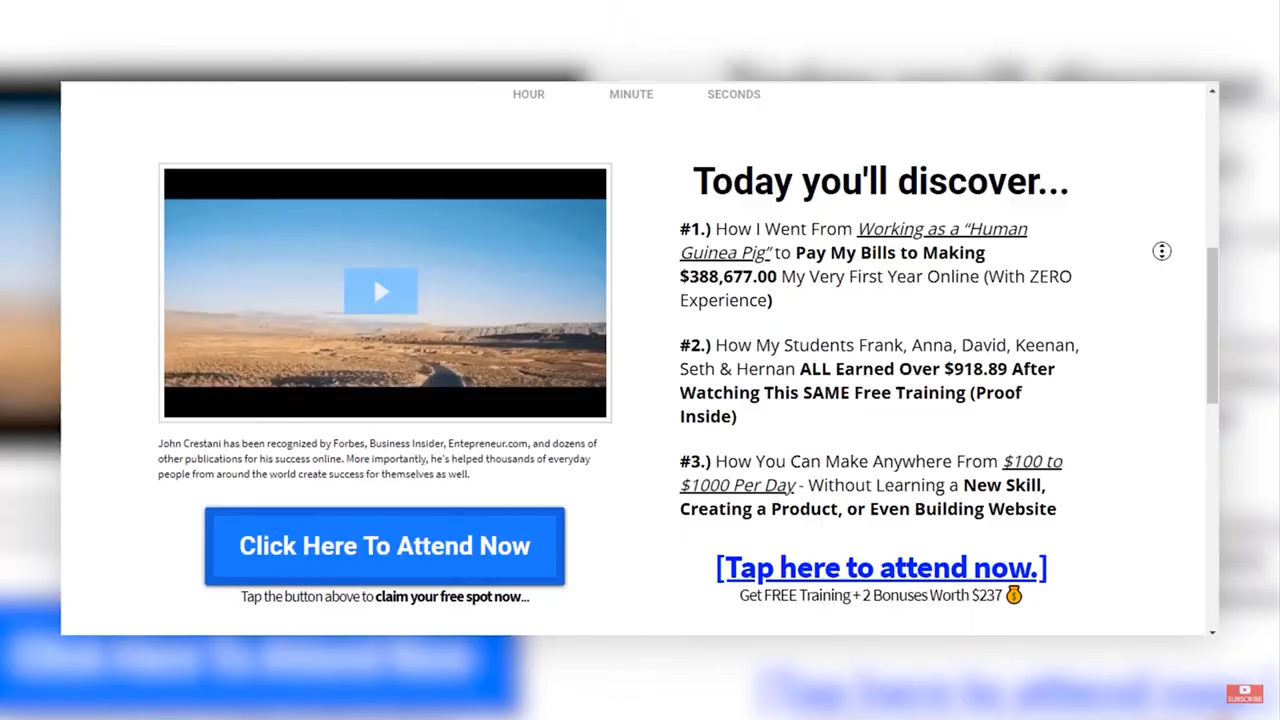 HOUR MINUTE SECONDS
Today you'll discover...
#1.) How I Went From Working as a “Human
Guinea Pig” to Pay My Bills to Making
$388,677.00 My Very First Year Online (With ZERO
Experience)
#2.) How My Students Frank, Anna, David, Keenan,
Seth & Hernan ALL Earned Over $918.89 After
Watching This SAME Free Training (Proof
Inside)
#3.) How You Can Make Anywhere From $100 to
$1000 Per Day - Without Learning a New Skill,
Creating a Product, or Even Building Website
[Tap here to attend now.]
Get FREE Training + 2 Bonuses Worth $237
John Crestani has been recognized by Forbes, Business Insider, Entepreneur.com, and dozens of
other publications for his success online. More importantly, he's helped thousands of everyday
people from around the world create success for themselves as well.
Click Here To Attend Now
Tap the button above to claim your free spot now...
SUBSCRIBE